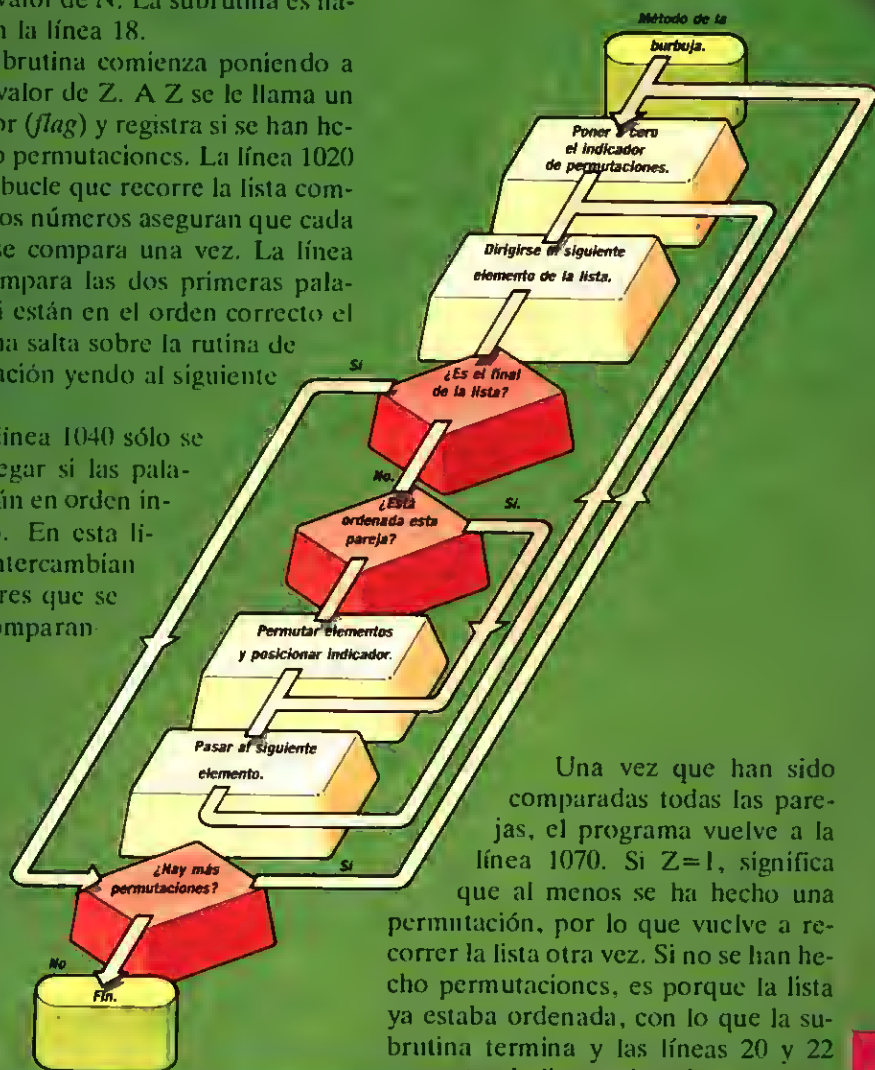 valor de N. La subrutina es ha-
n la línea 18.
brutina comienza poniendo a
valor de Z. A Z se le llama un
or (flag) y registra si se han he-
o permutaciones. La línea 1020
bucle que recorre la lista com-
os números aseguran que cada
se compara una vez. La línea
mpara las dos primeras pala-
i están en el orden correcto el
na salta sobre la rutina de
ación yendo al siguiente
línea 1040 sólo se
egar si las pala-
án en orden in-
. En esta lí-
ntercambian
res que se
omparan
Método de la
burbuja.
Poner a cero
el indicador
de permutaciones.
Dirigirse al siguiente
elemento de la lista.
¿Es el final
de la lista?
Sí
No.
¿Está
ordenada esta
pareja?
Sí.
Permutar elementos
y posicionar indicador.
Pasar al siguiente
elemento.
¿Hay más
permutaciones?
Sí
No
Fin.
Una vez que han sido
comparadas todas las pare-
jas, el programa vuelve a la
línea 1070. Si Z=1, significa
que al menos se ha hecho una
permutación, por lo que vuelve a re-
correr la lista otra vez. Si no se han he-
cho permutaciones, es porque la lista
ya estaba ordenada, con lo que la su-
brutina termina y las líneas 20 y 22